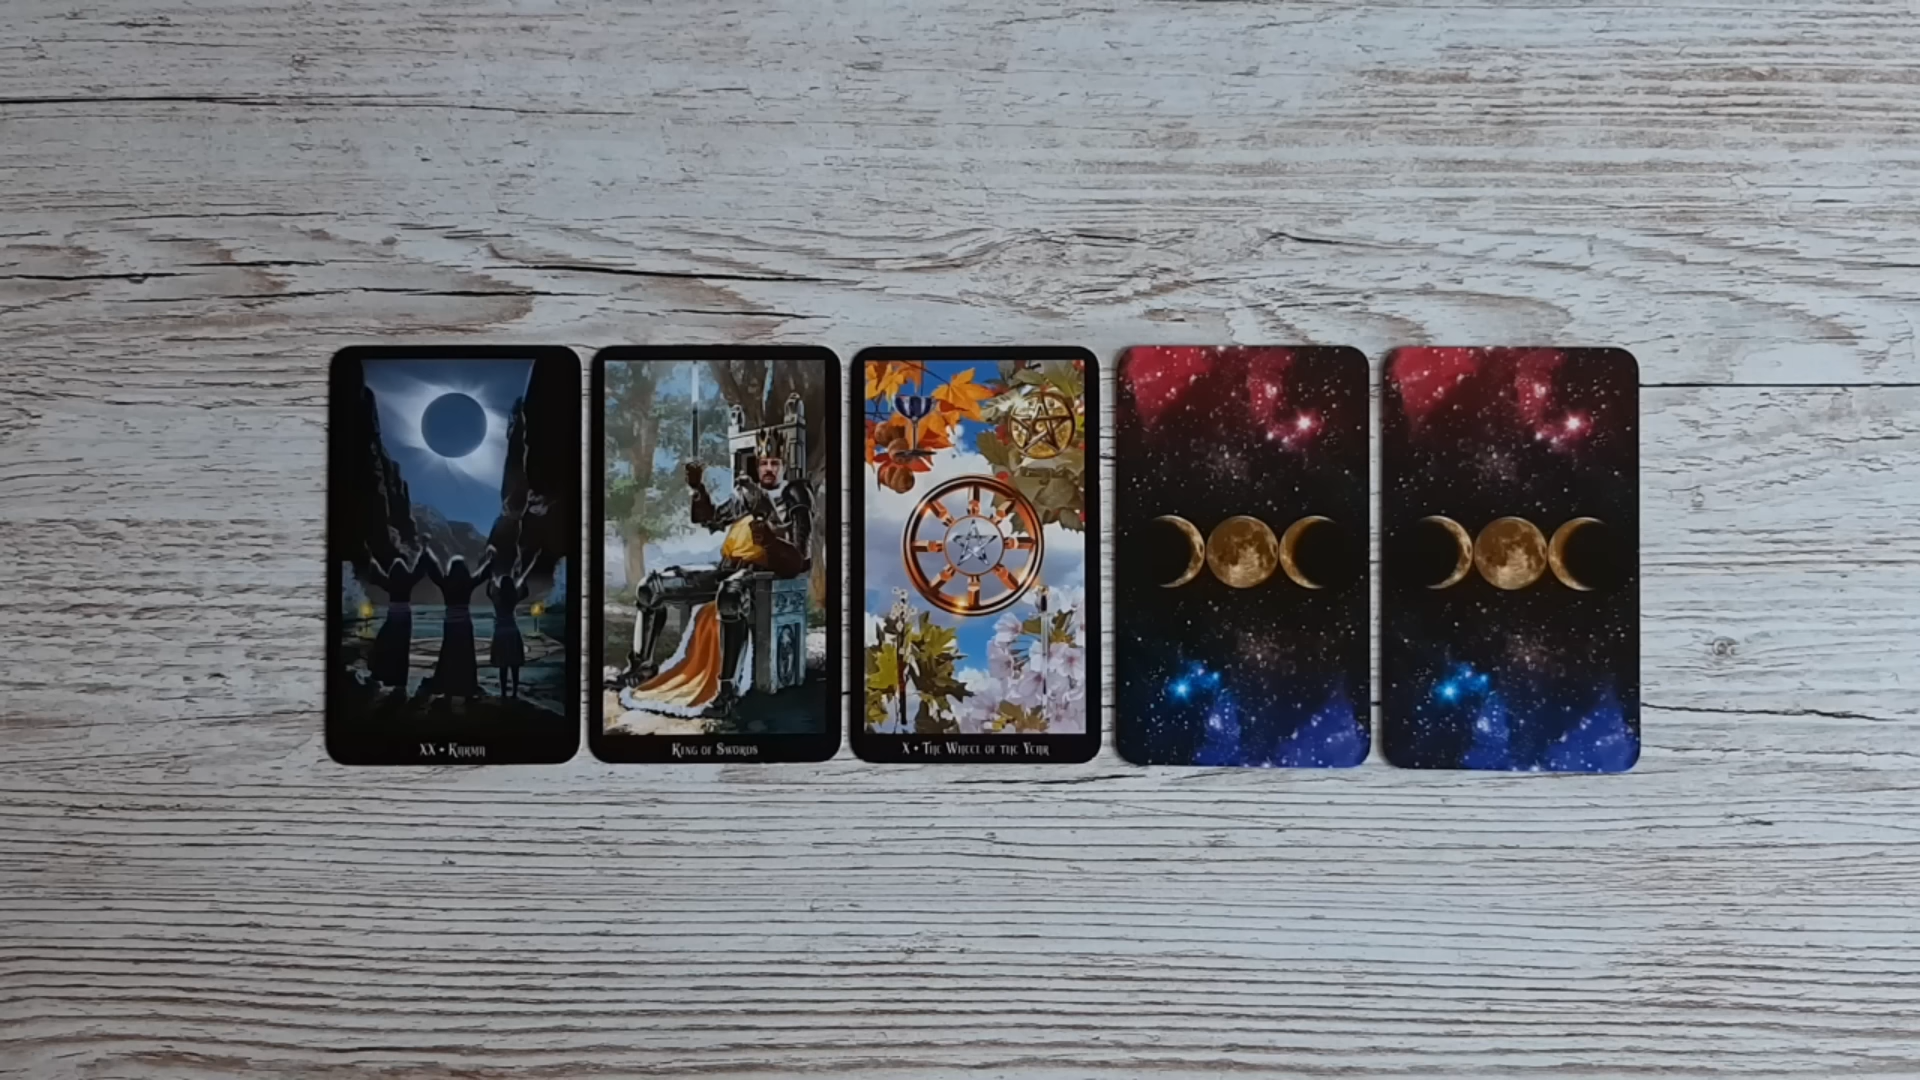 XX • Karma
King of Swords
X • The Wheel of the Year